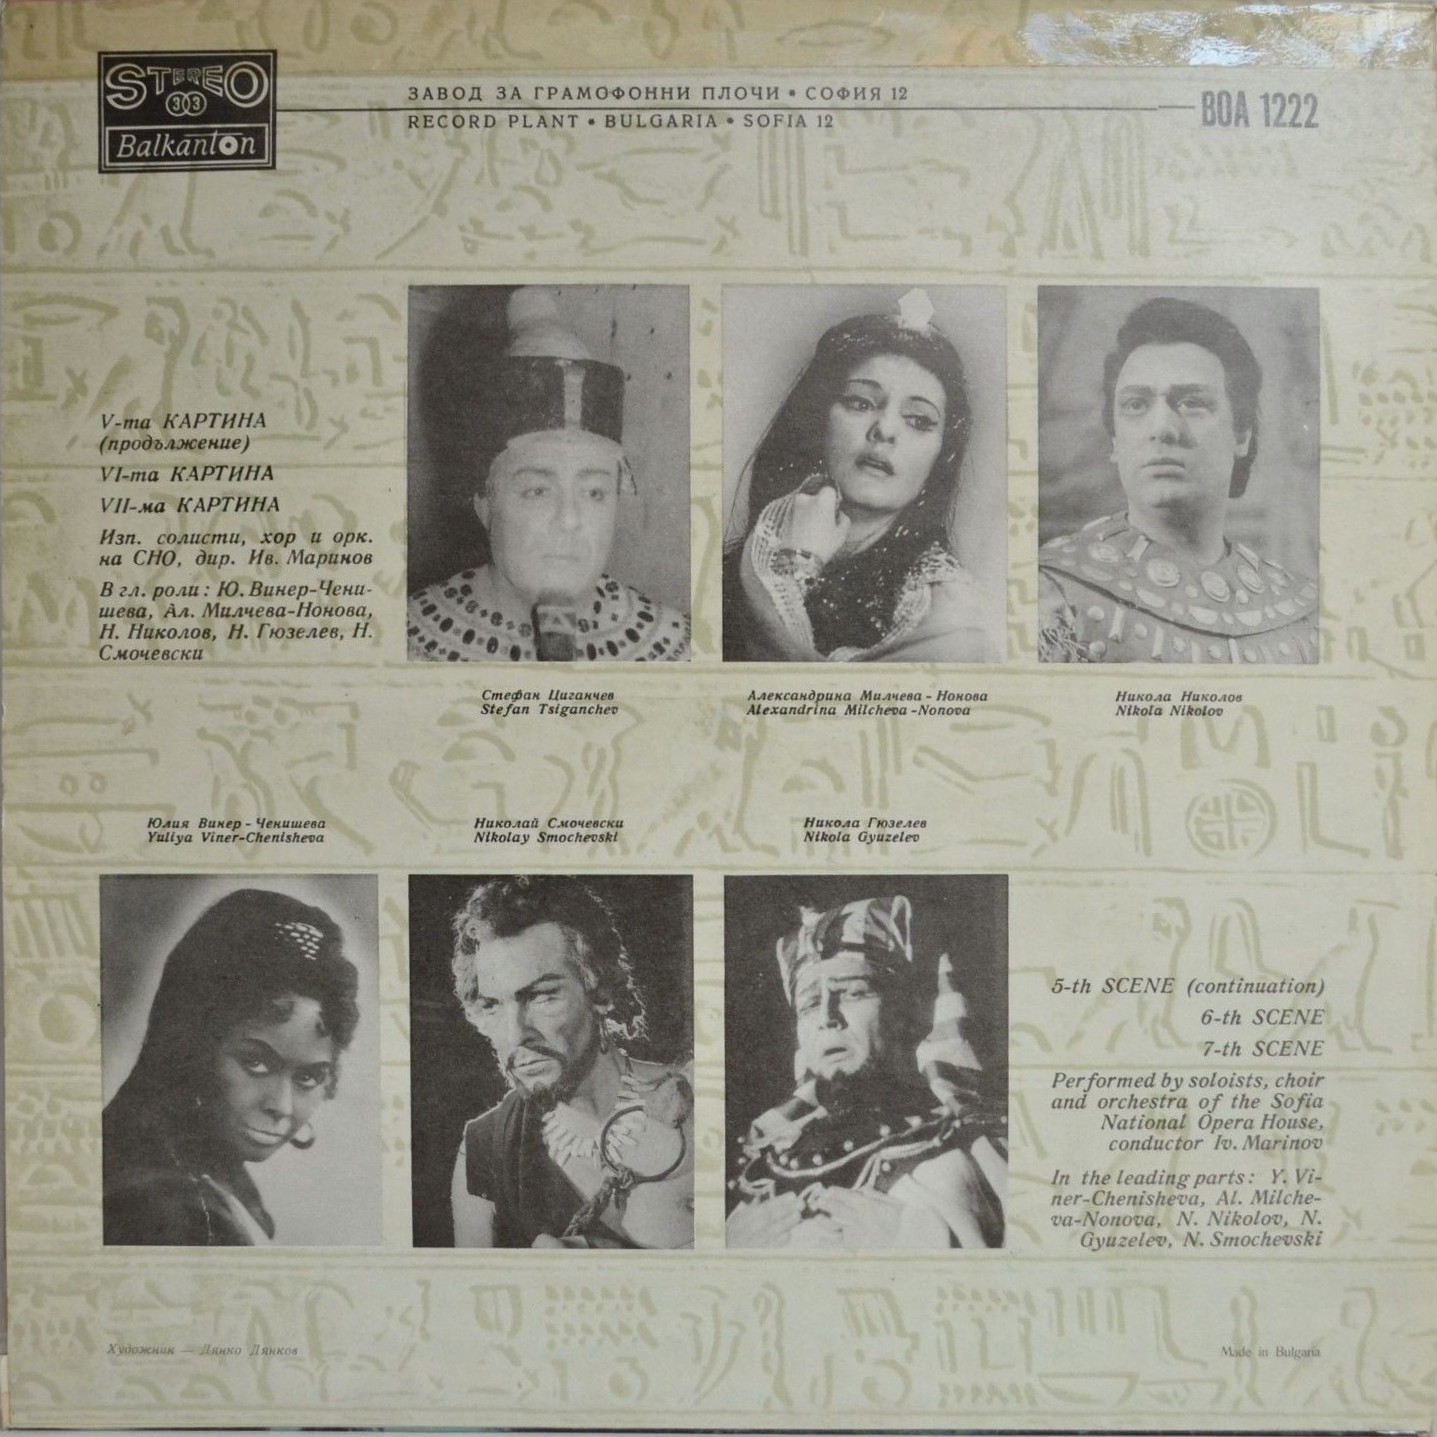 STEREO
33
Balkanton
ЗАВОД ЗА ГРАМОФОННИ ПЛОЧИ • СОФИЯ 12
RECORD PLANT • BULGARIA • SOFIA 12
ВОА 1222
V-та КАРТИНА
(продължение)
VI-та КАРТИНА
VII-ма КАРТИНА
Изп. солисти, хор и орк.
на СНО, дир. Ив. Маринов
В гл. роли: Ю. Винер-Чени-
шева, Ал. Милчева-Нонова,
Н. Николов, Н. Гюзелев, Н.
Смочевски
Стефан Циганчев
Stefan Tsiganchev
Александрина Милчева - Нонова
Alexandrina Milcheva - Nonova
Никола Николов
Nikola Nikolov
Юлия Винер - Ченишева
Yuliya Viner-Chenisheva
Николай Смочевски
Nikolay Smochevski
Никола Гюзелев
Nikola Gyuzelev
5-th SCENE (continuation)
6-th SCENE
7-th SCENE
Performed by soloists, choir
and orchestra of the Sofia
National Opera House,
conductor Iv. Marinov
In the leading parts: Y. Vi-
ner-Chenisheva, Al. Milche-
va-Nonova, N. Nikolov, N.
Gyuzelev, N. Smochevski
Художник — Дянко Дянков
Made in Bulgaria